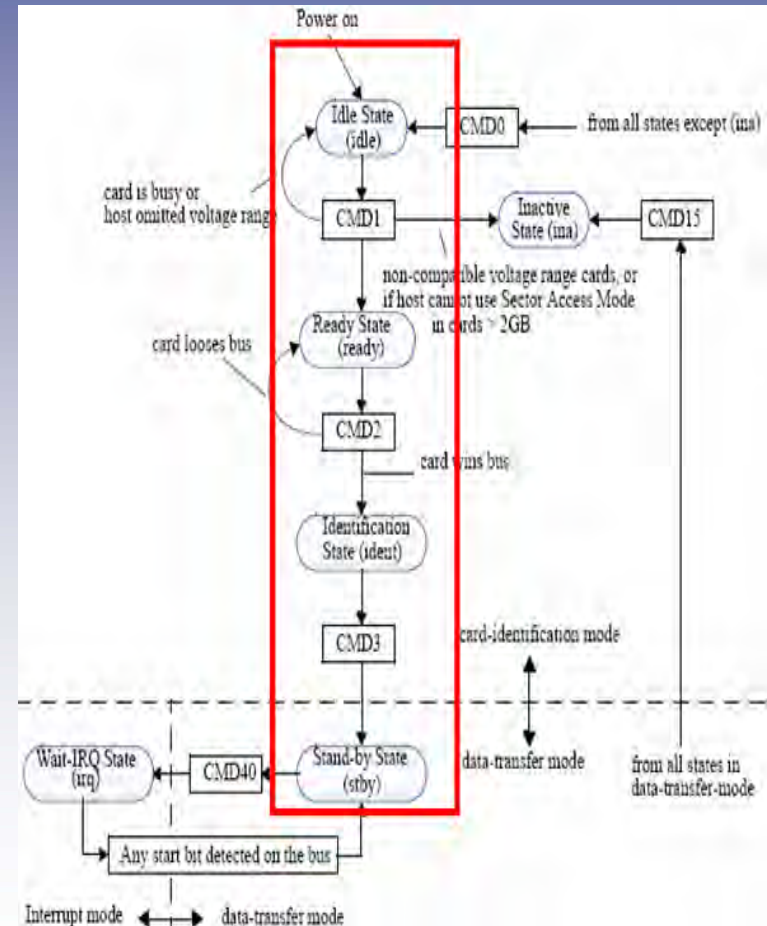 Power on
Idle State
(idle)
CMD0
from all states except (ina)
card is busy or
host omitted voltage range
CMD1
Inactive
State (ina)
CMD15
non-compatible voltage range cards, or
if host cannot use Sector Access Mode
in cards > 2GB
Ready State
(ready)
card looses bus
CMD2
card wins bus
Identification
State (ident)
CMD3
card-identification mode
data-transfer mode
from all states in
data-transfer-mode
Wait-IRQ State
(irq)
CMD40
Stand-by State
(stby)
Any start bit detected on the bus
Interrupt mode
data-transfer mode